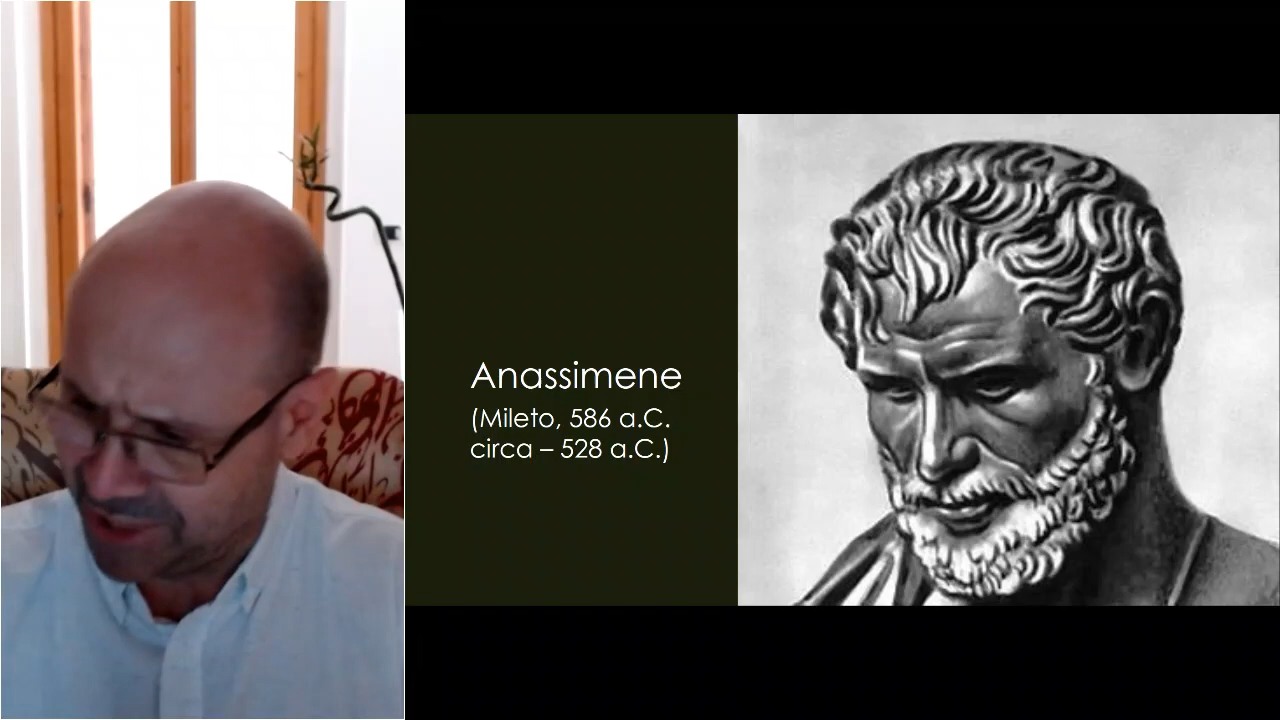 Anassimene
(Mileto, 586 a.C.
circa – 528 a.C.)